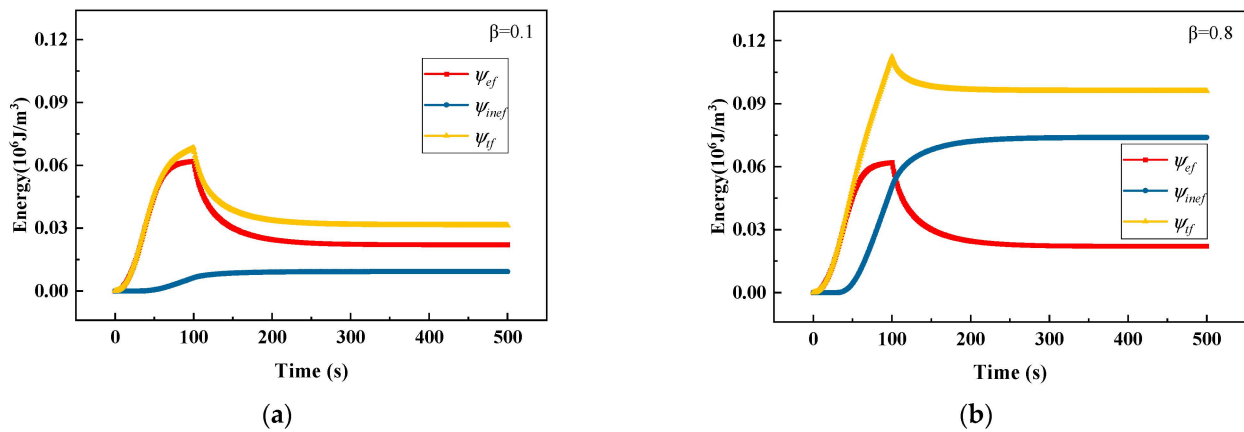 β=0.1
ψef
ψinef
ψtf
Energy(10⁶J/m³)
0.12
0.09
0.06
0.03
0.00
0 100 200 300 400 500
Time (s)
(a)
β=0.8
ψef
ψinef
ψtf
Energy(10⁶J/m³)
0.12
0.09
0.06
0.03
0.00
0 100 200 300 400 500
Time (s)
(b)